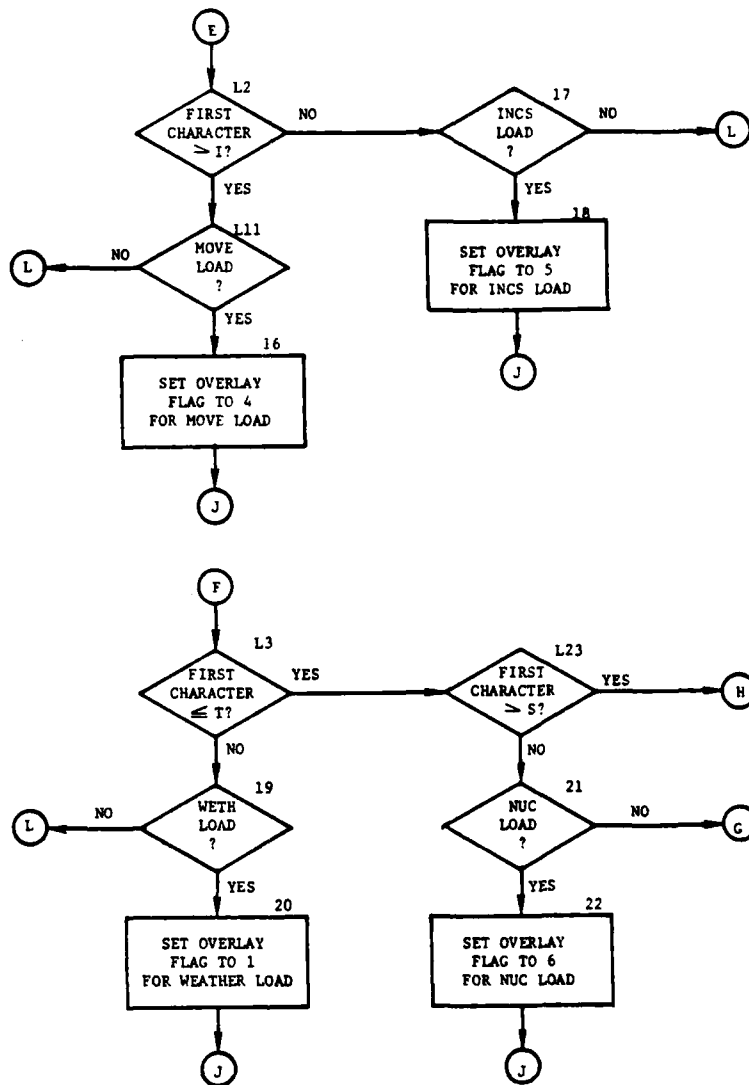 E
L2
FIRST
CHARACTER
≥ I?
NO
YES
17
INCS
LOAD
?
NO
L
YES
18
SET OVERLAY
FLAG TO 5
FOR INCS LOAD
J
L11
MOVE
LOAD
?
NO
L
YES
16
SET OVERLAY
FLAG TO 4
FOR MOVE LOAD
J
F
L3
FIRST
CHARACTER
≤ T?
YES
NO
L23
FIRST
CHARACTER
≥ S?
YES
H
NO
19
WETH
LOAD
?
NO
L
YES
20
SET OVERLAY
FLAG TO 1
FOR WEATHER LOAD
J
21
NUC
LOAD
?
NO
G
YES
22
SET OVERLAY
FLAG TO 6
FOR NUC LOAD
J